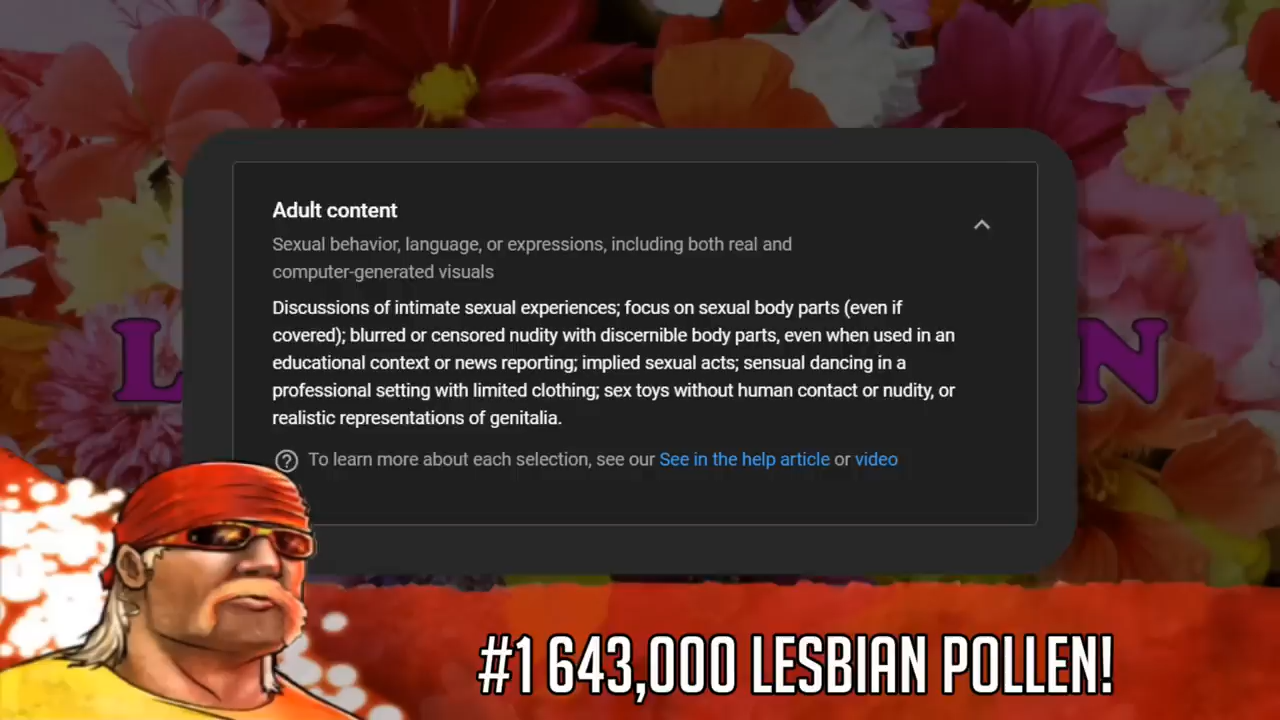 Adult content
Sexual behavior, language, or expressions, including both real and
computer-generated visuals
Discussions of intimate sexual experiences; focus on sexual body parts (even if
covered); blurred or censored nudity with discernible body parts, even when used in an
educational context or news reporting; implied sexual acts; sensual dancing in a
professional setting with limited clothing; sex toys without human contact or nudity, or
realistic representations of genitalia.
? To learn more about each selection, see our See in the help article or video
L N
#1 643,000 LESBIAN POLLEN!